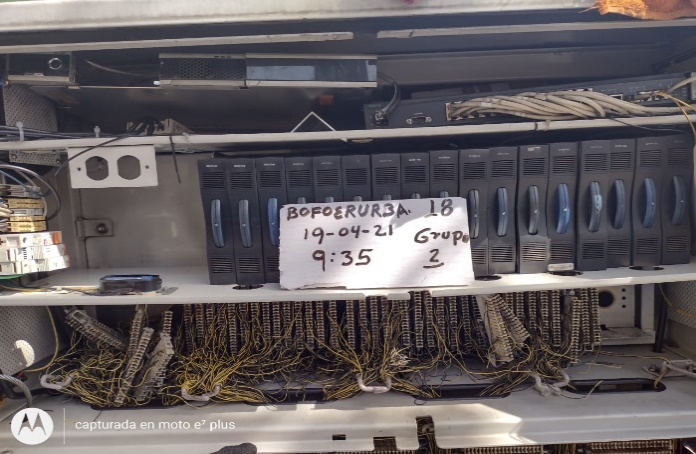 BOFOERURBA. 18
19-04-21 Grupo
9:35 2
capturada en moto e⁷ plus